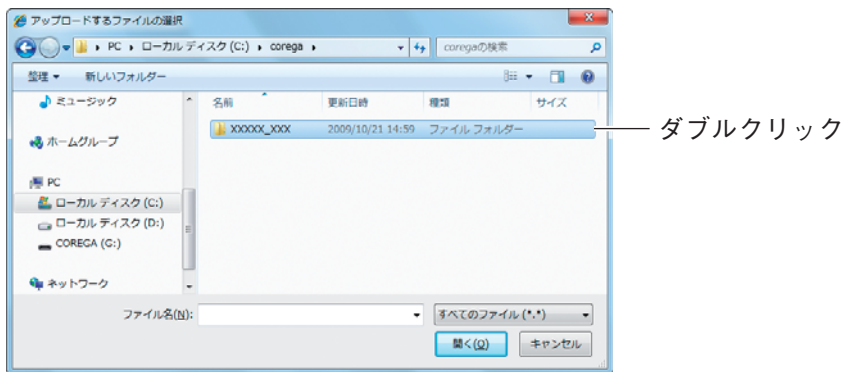 アップロードするファイルの選択
PC ▸ ローカル ディスク (C:) ▸ corega ▸
coregaの検索
整理 ▼ 新しいフォルダー
ミュージック
名前 更新日時 種類 サイズ
XXXXX_XXX 2009/10/21 14:59 ファイル フォルダー
ダブルクリック
ホームグループ
PC
ローカル ディスク (C:)
ローカル ディスク (D:)
COREGA (G:)
ネットワーク
ファイル名(N):
すべてのファイル (*.*)
開く(O) キャンセル